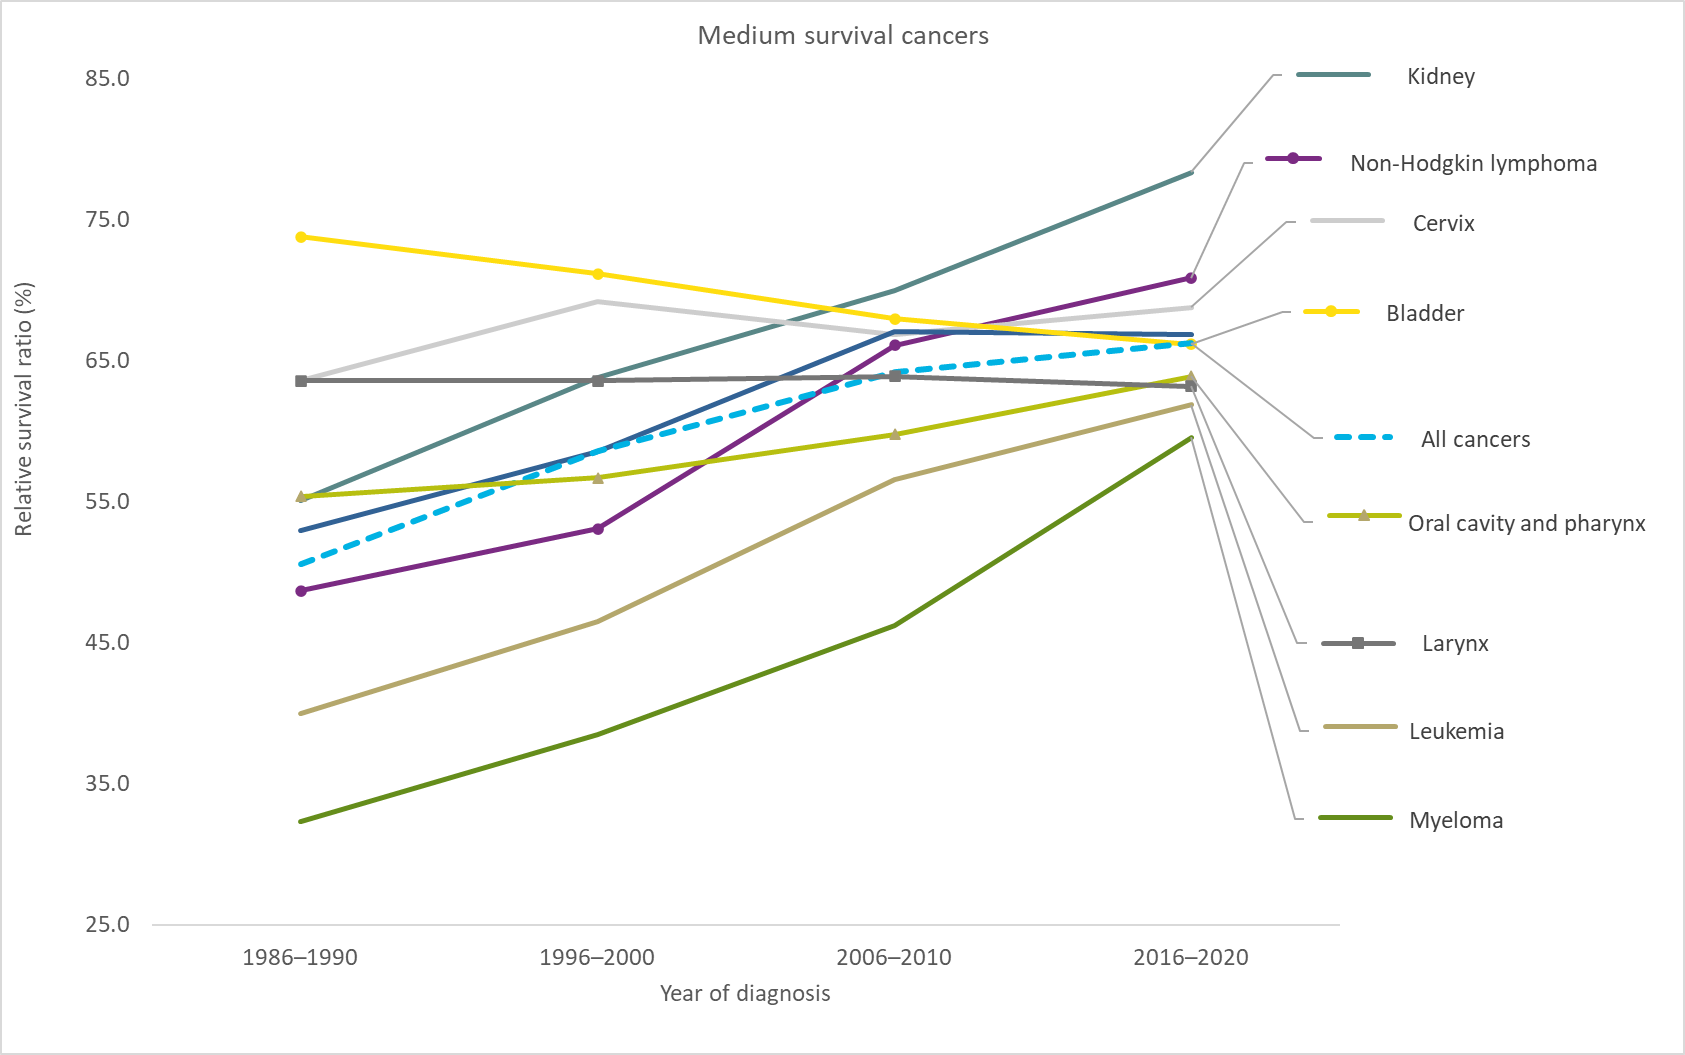 Medium survival cancers
85.0
75.0
65.0
55.0
45.0
35.0
25.0
Relative survival ratio (%)
1986–1990
1996–2000
2006–2010
2016–2020
Year of diagnosis
Kidney
Non-Hodgkin lymphoma
Cervix
Bladder
All cancers
Oral cavity and pharynx
Larynx
Leukemia
Myeloma